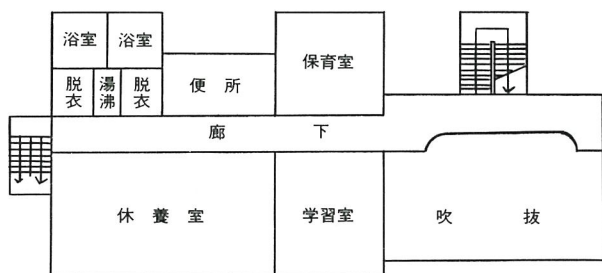 浴室 浴室
保育室
脱衣 湯沸 脱衣 便所
廊下
休養室 学習室 吹抜